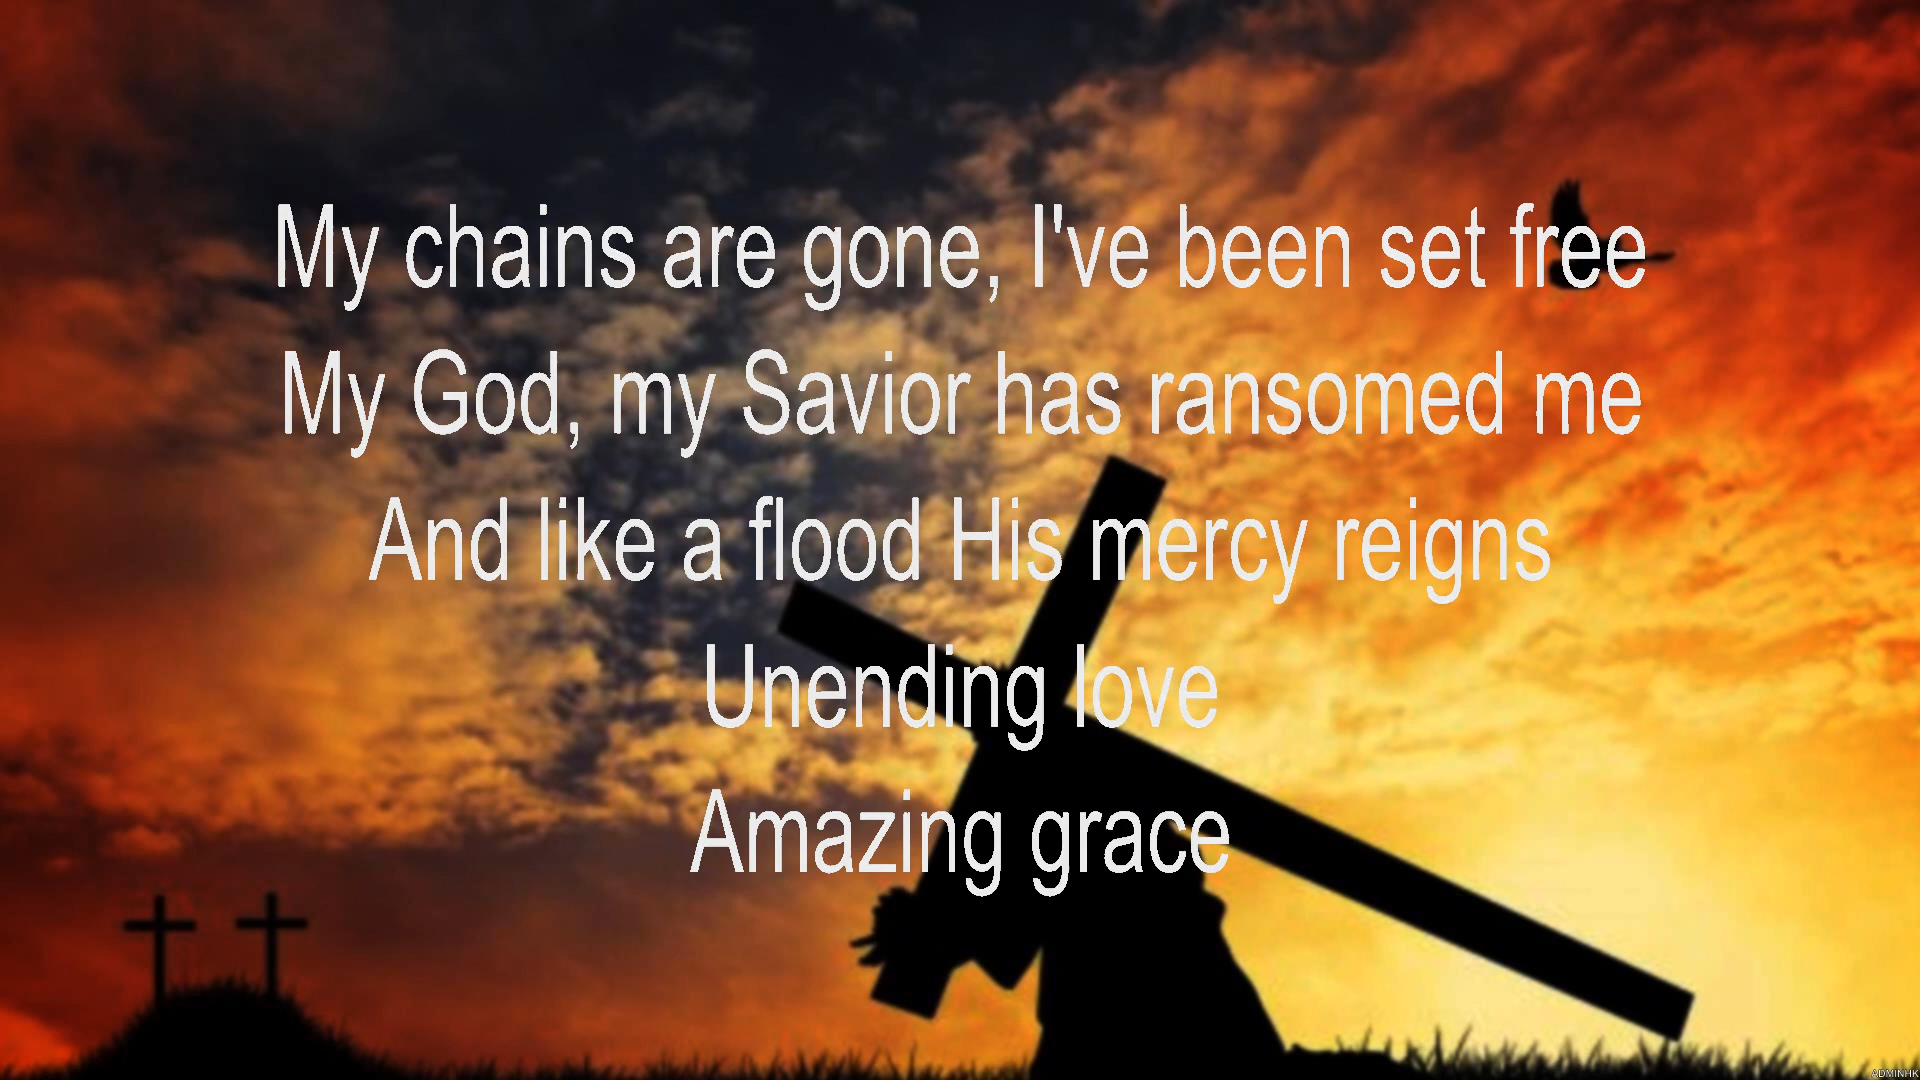 My chains are gone, I've been set free
My God, my Savior has ransomed me
And like a flood His mercy reigns
Unending love
Amazing grace
ADMINHK